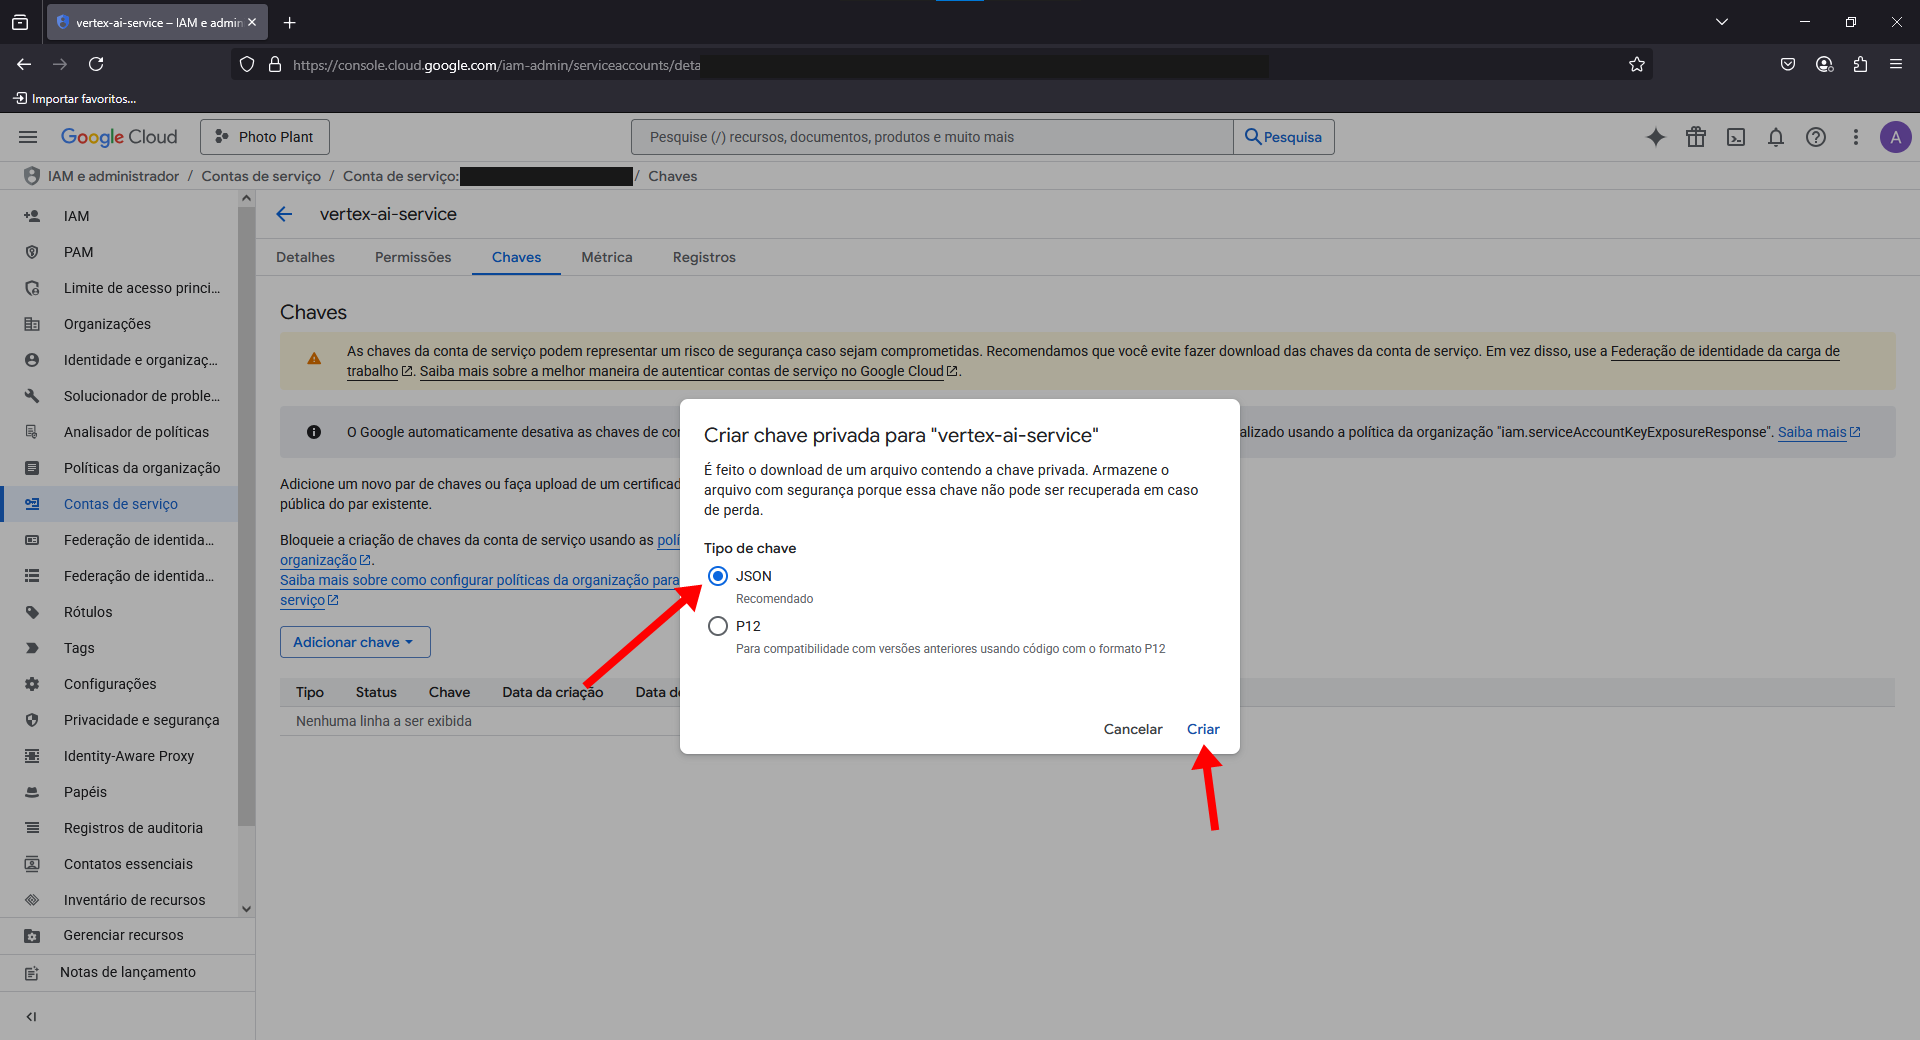 vertex-ai-service – IAM e admin
https://console.cloud.google.com/iam-admin/serviceaccounts/deta
Importar favoritos...
Google Cloud
Photo Plant
Pesquise (/) recursos, documentos, produtos e muito mais
Pesquisa
A
IAM e administrador / Contas de serviço / Conta de serviço: / Chaves
IAM
PAM
Limite de acesso princi...
Organizações
Identidade e organizaç...
Solucionador de proble...
Analisador de políticas
Políticas da organização
Contas de serviço
Federação de identida...
Federação de identida...
Rótulos
Tags
Configurações
Privacidade e segurança
Identity-Aware Proxy
Papéis
Registros de auditoria
Contatos essenciais
Inventário de recursos
Gerenciar recursos
Notas de lançamento
vertex-ai-service
Detalhes Permissões Chaves Métrica Registros
Chaves
As chaves da conta de serviço podem representar um risco de segurança caso sejam comprometidas. Recomendamos que você evite fazer download das chaves da conta de serviço. Em vez disso, use a Federação de identidade da carga de
trabalho. Saiba mais sobre a melhor maneira de autenticar contas de serviço no Google Cloud.
O Google automaticamente desativa as chaves de con
alizado usando a política da organização "iam.serviceAccountKeyExposureResponse". Saiba mais
Adicione um novo par de chaves ou faça upload de um certificad
pública do par existente.
Bloqueie a criação de chaves da conta de serviço usando as polí
organização.
Saiba mais sobre como configurar políticas da organização para
serviço
Adicionar chave
Tipo Status Chave Data da criação Data de
Nenhuma linha a ser exibida
Criar chave privada para "vertex-ai-service"
É feito o download de um arquivo contendo a chave privada. Armazene o
arquivo com segurança porque essa chave não pode ser recuperada em caso
de perda.
Tipo de chave
JSON
Recomendado
P12
Para compatibilidade com versões anteriores usando código com o formato P12
Cancelar Criar